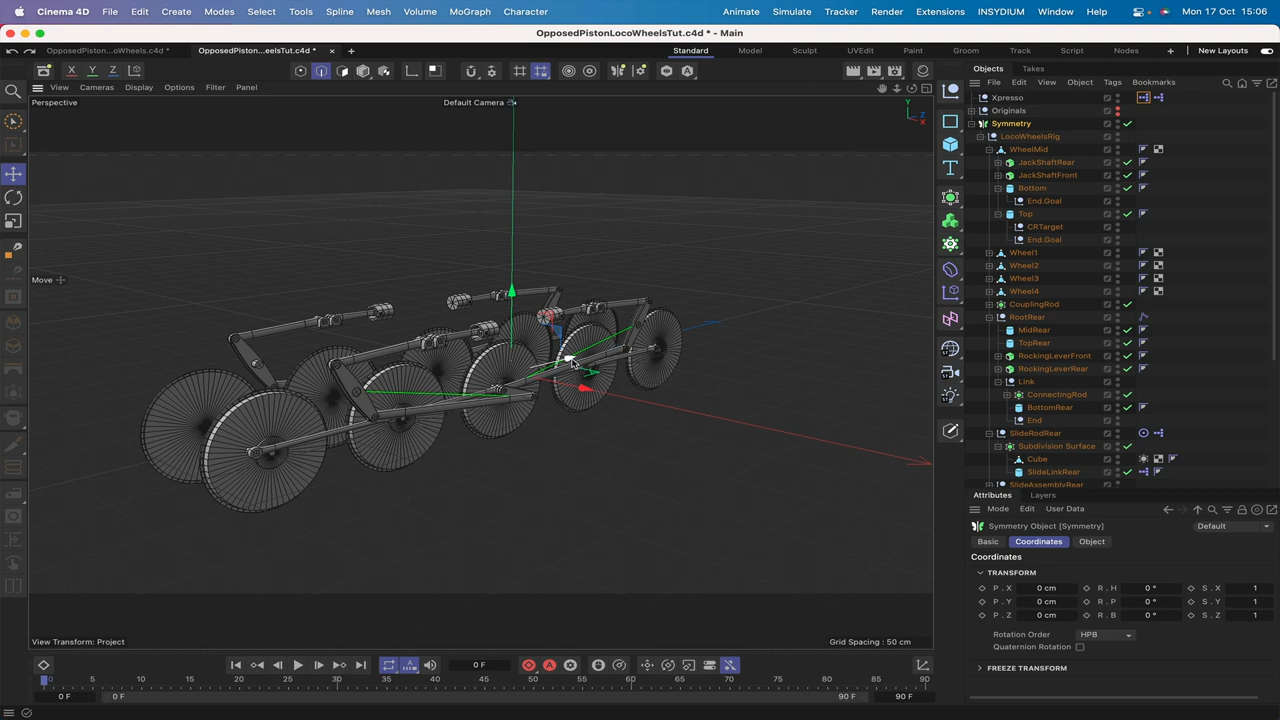 Cinema 4D File Edit Create Modes Select Tools Spline Mesh Volume MoGraph Character Animate Simulate Tracker Render Extensions INSYDIUM Window Help Mon 17 Oct 15:06
OpposedPistonLocoWheelsTut.c4d * - Main
OpposedPiston...oWheels.c4d * OpposedPiston...eelsTut.c4d * Standard Model Sculpt UVEdit Paint Groom Track Script Nodes New Layouts
X Y Z
Objects Takes
View Cameras Display Options Filter Panel
File Edit View Object Tags Bookmarks
Perspective
Default Camera
Y
Z
X
Move
Xpresso
Originals
Symmetry
LocoWheelsRig
WheelMid
JackShaftRear
JackShaftFront
Bottom
End.Goal
Top
CRTarget
End.Goal
Wheel1
Wheel2
Wheel3
Wheel4
CouplingRod
RootRear
MidRear
TopRear
RockingLeverFront
RockingLeverRear
Link
ConnectingRod
BottomRear
End
SlideRodRear
Subdivision Surface
Cube
SlideLinkRear
SlideAssemblyRear
ST
ST
ST
Attributes Layers
Mode Edit User Data
Symmetry Object [Symmetry] Default
Basic Coordinates Object
Coordinates
TRANSFORM
P . X 0 cm R . H 0 ° S . X 1
P . Y 0 cm R . P 0 ° S . Y 1
P . Z 0 cm R . B 0 ° S . Z 1
Rotation Order HPB
Quaternion Rotation
FREEZE TRANSFORM
View Transform: Project
Grid Spacing : 50 cm
0 F
0 5 10 15 20 25 30 35 40 45 50 55 60 65 70 75 80 85 90
0 F 0 F 90 F 90 F